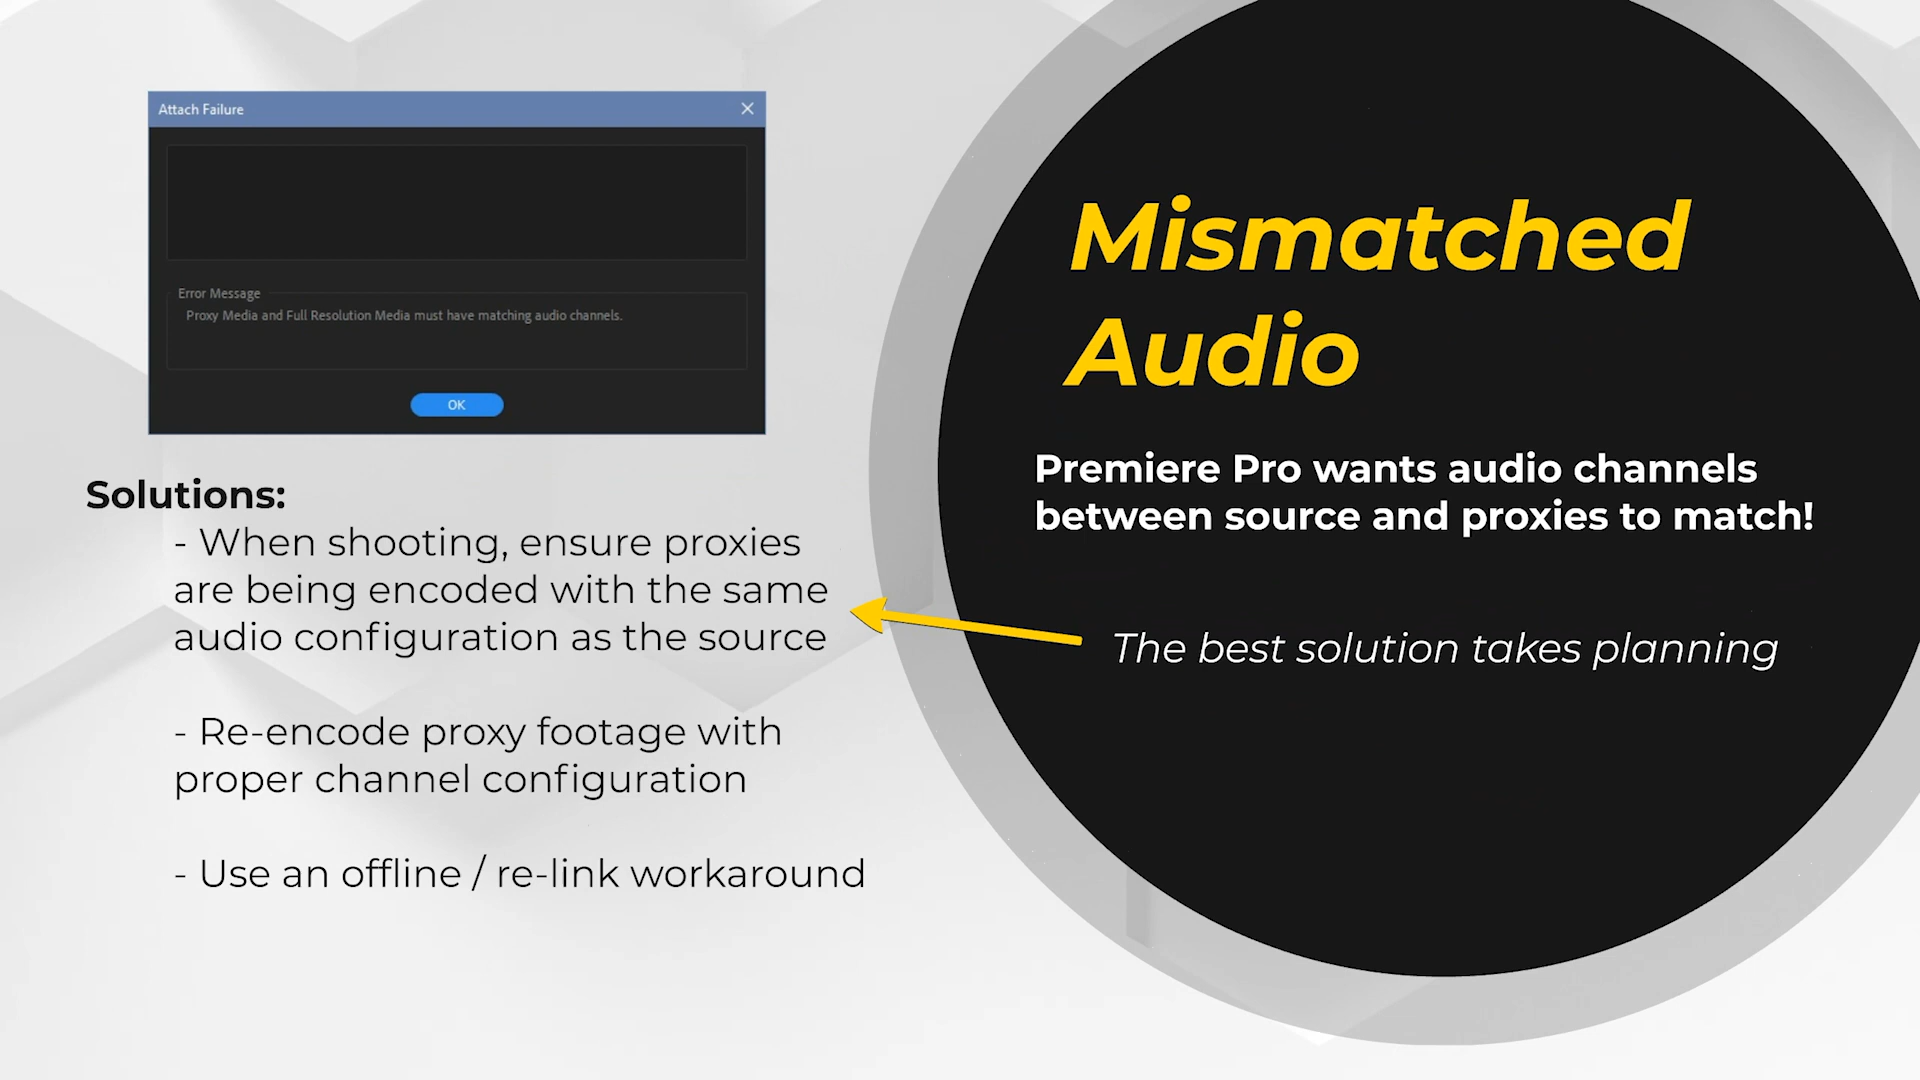 Attach Failure
Error Message
Proxy Media and Full Resolution Media must have matching audio channels.
OK
Solutions:
- When shooting, ensure proxies
are being encoded with the same
audio configuration as the source
- Re-encode proxy footage with
proper channel configuration
- Use an offline / re-link workaround
Mismatched
Audio
Premiere Pro wants audio channels
between source and proxies to match!
The best solution takes planning